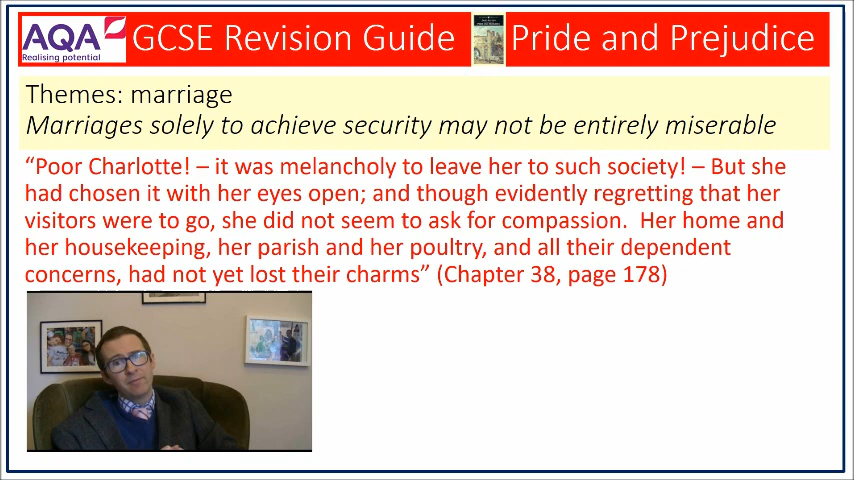 AQA GCSE Revision Guide Pride and Prejudice
Realising potential
Themes: marriage
Marriages solely to achieve security may not be entirely miserable
“Poor Charlotte! – it was melancholy to leave her to such society! – But she
had chosen it with her eyes open; and though evidently regretting that her
visitors were to go, she did not seem to ask for compassion. Her home and
her housekeeping, her parish and her poultry, and all their dependent
concerns, had not yet lost their charms” (Chapter 38, page 178)